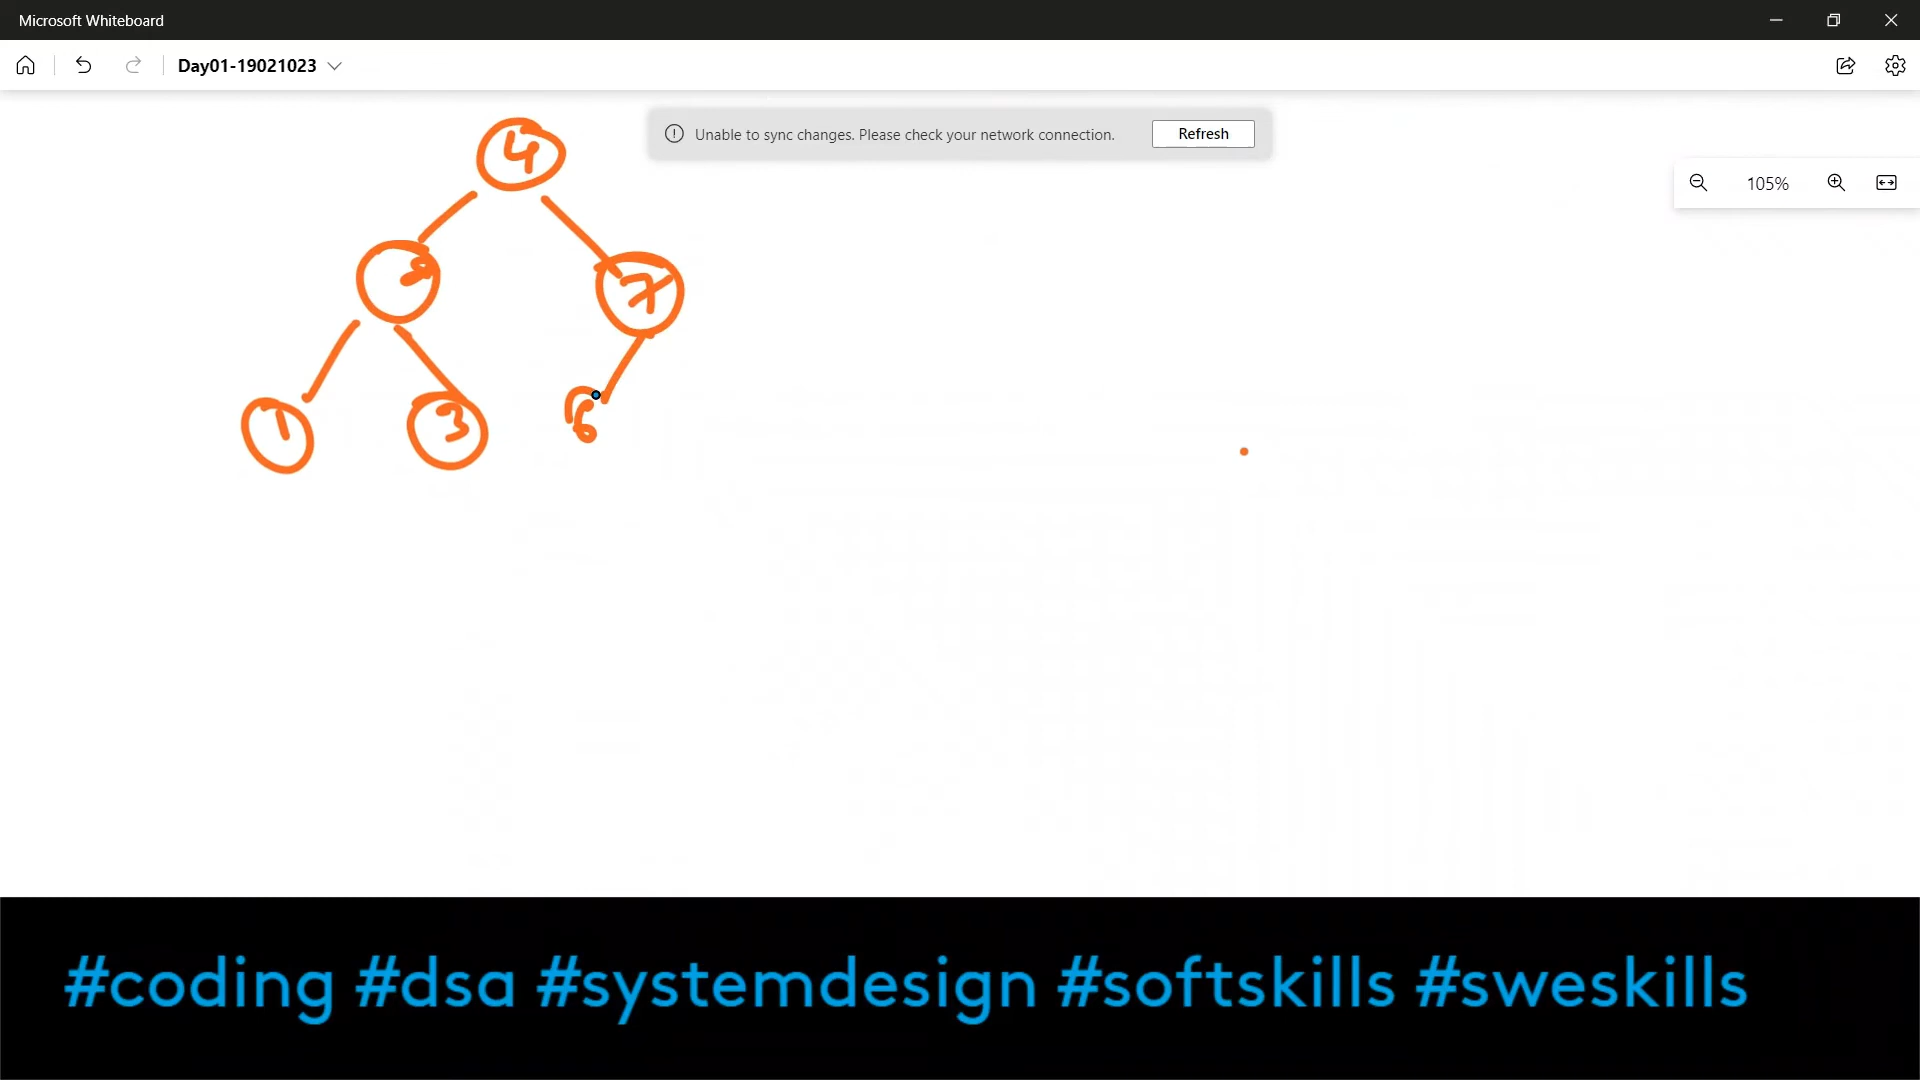 Microsoft Whiteboard
Day01-19021023
Unable to sync changes. Please check your network connection.
Refresh
105%
4
7
1
3
6
#coding #dsa #systemdesign #softskills #sweskills